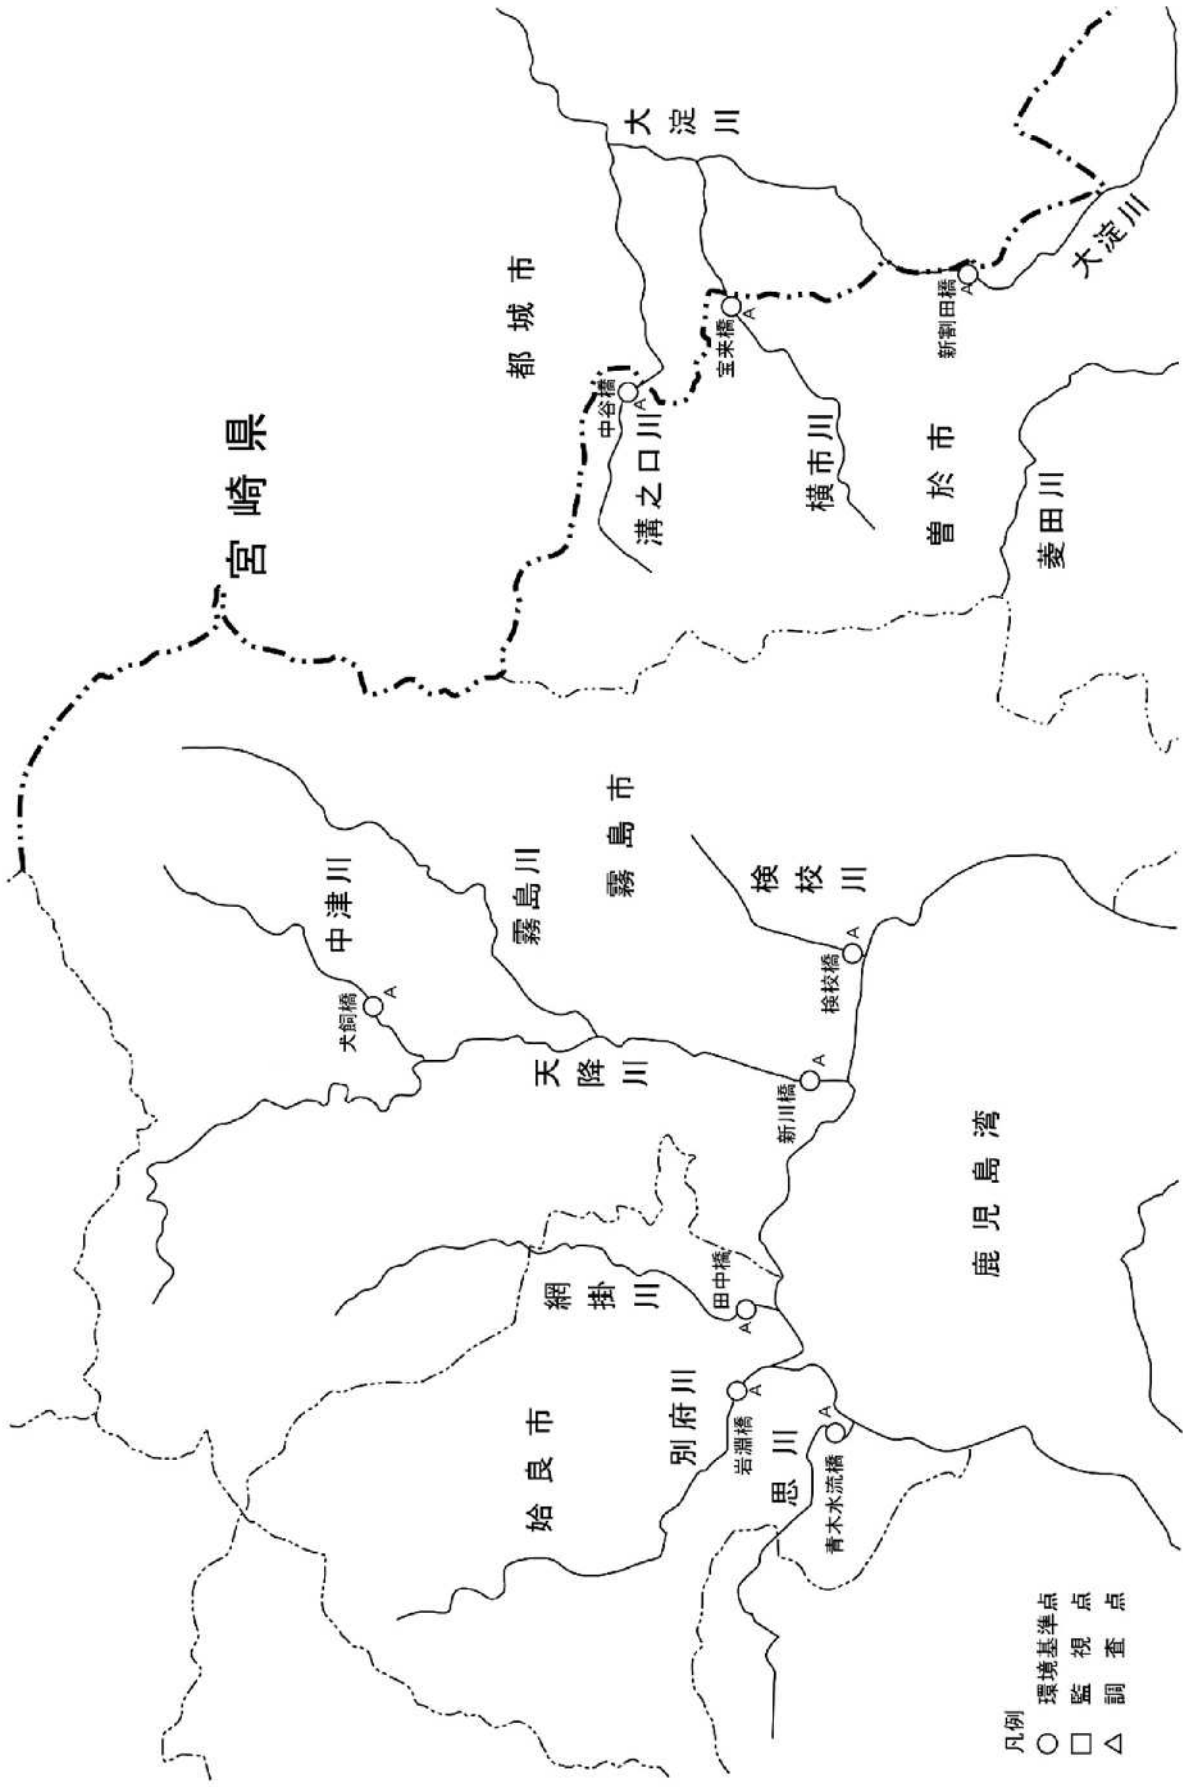 宮崎県
都城市
大淀川
中谷橋
A
溝之口川
宝来橋
A
横市川
新割田橋
A
大淀川
曽於市
菱田川
中津川
犬飼橋
A
霧島川
霧島市
検校川
検校橋
A
天降川
新川橋
A
網掛川
田中橋
A
鹿児島湾
姶良市
別府川
岩淵橋
A
思川
青木水流橋
A
凡例
○ 環境基準点
□ 監視点
△ 調査点